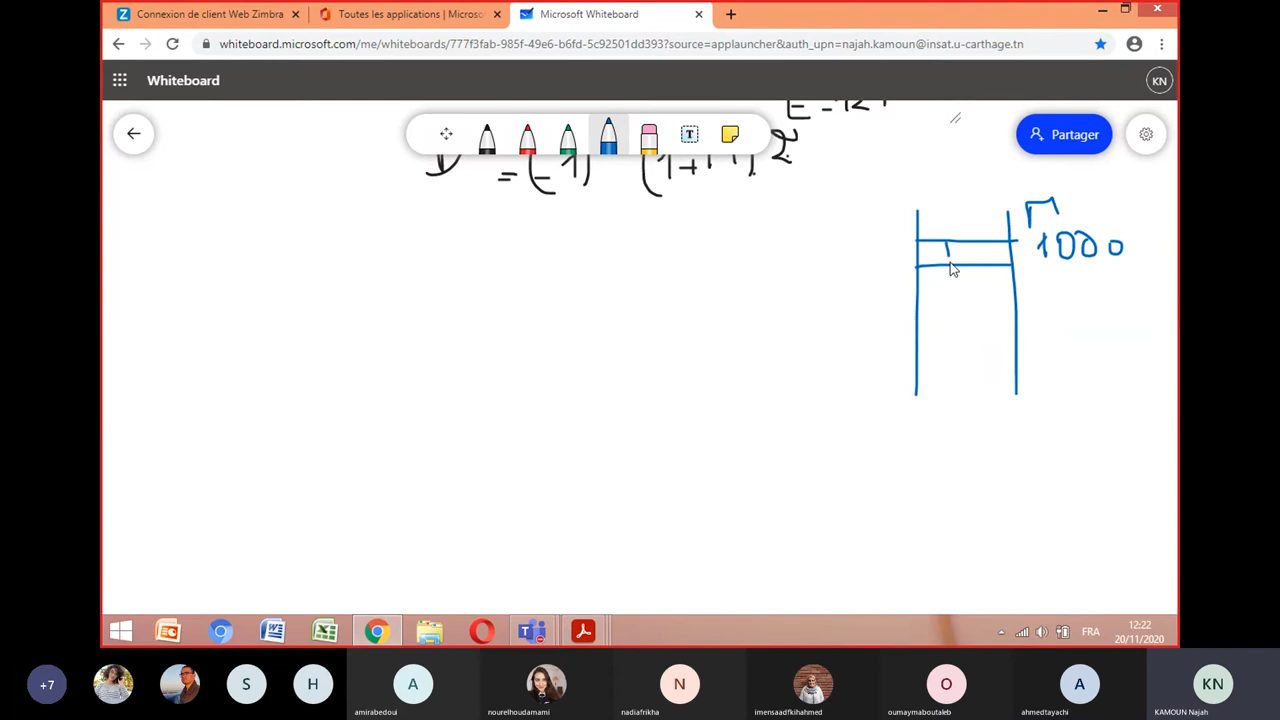 Connexion de client Web Zimbra
Toutes les applications | Microso
Microsoft Whiteboard
whiteboard.microsoft.com/me/whiteboards/777f3fab-985f-49e6-b6fd-5c92501dd393?source=applauncher&auth_upn=najah.kamoun@insat.u-carthage.tn
Whiteboard
KN
Partager
1000
FRA
12:22
20/11/2020
+7
S
H
A
N
O
A
KN
amirabedoui
nourelhoudamami
nadiafrikha
imensaadfkihahmed
oumaymaboutaleb
ahmedtayachi
KAMOUN Najah